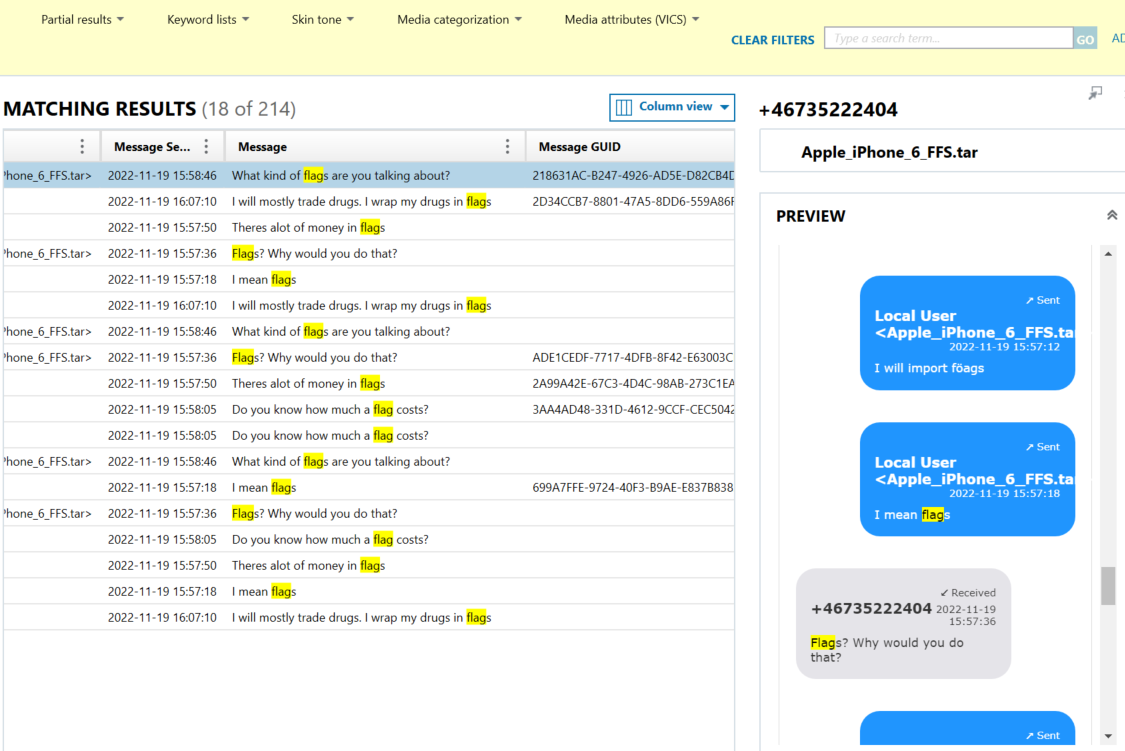 Partial results Keyword lists Skin tone Media categorization Media attributes (VICS)
CLEAR FILTERS Type a search term... GO AD
MATCHING RESULTS (18 of 214) Column view
Message Se... Message Message GUID
Phone_6_FFS.tar> 2022-11-19 15:58:46 What kind of flags are you talking about? 218631AC-B247-4926-AD5E-D82CB4D
2022-11-19 16:07:10 I will mostly trade drugs. I wrap my drugs in flags 2D34CCB7-8801-47A5-8DD6-559A86F
2022-11-19 15:57:50 Theres alot of money in flags
Phone_6_FFS.tar> 2022-11-19 15:57:36 Flags? Why would you do that?
2022-11-19 15:57:18 I mean flags
2022-11-19 16:07:10 I will mostly trade drugs. I wrap my drugs in flags
Phone_6_FFS.tar> 2022-11-19 15:58:46 What kind of flags are you talking about?
Phone_6_FFS.tar> 2022-11-19 15:57:36 Flags? Why would you do that? ADE1CEDF-7717-4DFB-8F42-E63003C
2022-11-19 15:57:50 Theres alot of money in flags 2A99A42E-67C3-4D4C-98AB-273C1EA
2022-11-19 15:58:05 Do you know how much a flag costs? 3AA4AD48-331D-4612-9CCF-CEC5042
2022-11-19 15:58:05 Do you know how much a flag costs?
Phone_6_FFS.tar> 2022-11-19 15:58:46 What kind of flags are you talking about?
2022-11-19 15:57:18 I mean flags 699A7FFE-9724-40F3-B9AE-E837B838
Phone_6_FFS.tar> 2022-11-19 15:57:36 Flags? Why would you do that?
2022-11-19 15:58:05 Do you know how much a flag costs?
2022-11-19 15:57:50 Theres alot of money in flags
2022-11-19 15:57:18 I mean flags
2022-11-19 16:07:10 I will mostly trade drugs. I wrap my drugs in flags
+46735222404
Apple_iPhone_6_FFS.tar
PREVIEW
Sent
Local User
<Apple_iPhone_6_FFS.ta
2022-11-19 15:57:12
I will import föags
Sent
Local User
<Apple_iPhone_6_FFS.ta
2022-11-19 15:57:18
I mean flags
Received
+46735222404 2022-11-19
15:57:36
Flags? Why would you do
that?
Sent